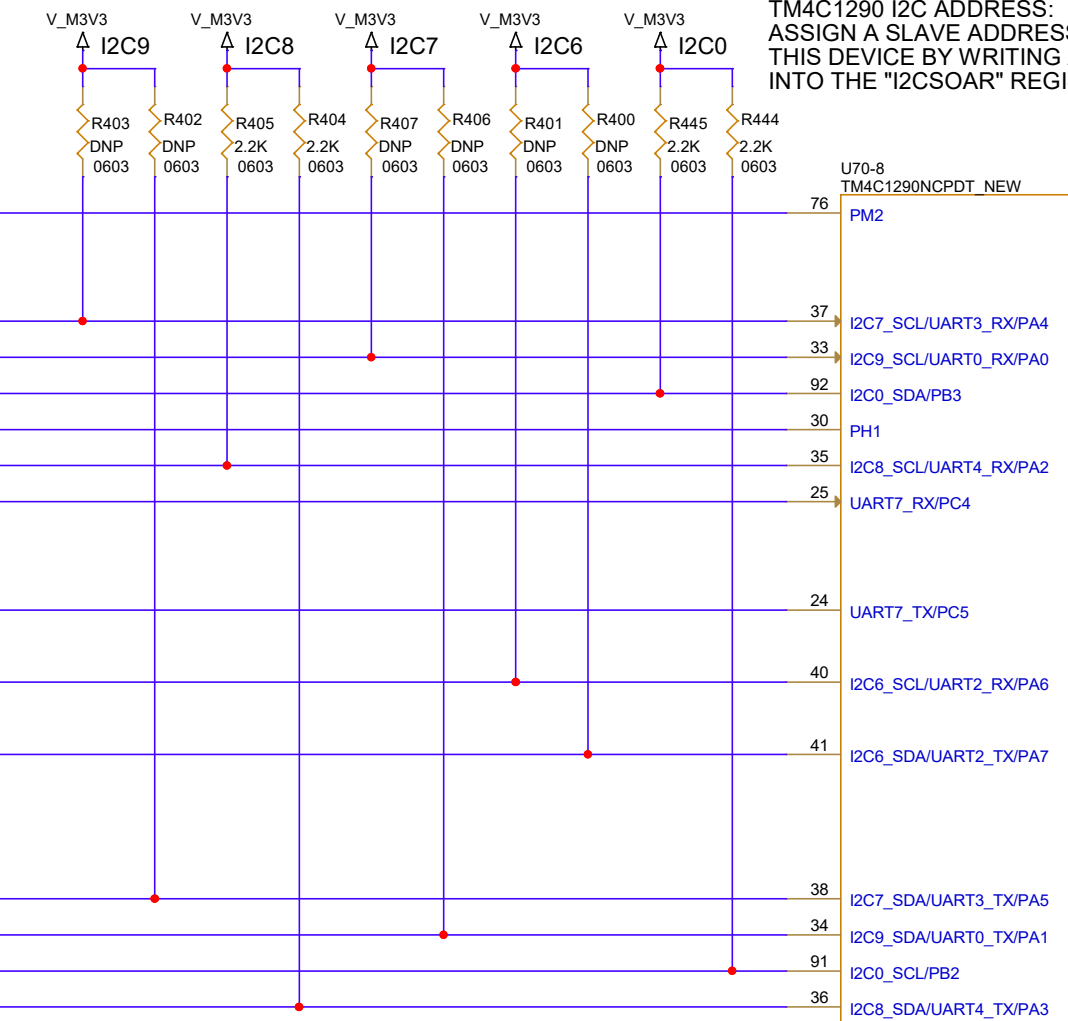 TM4C1290 I2C ADDRESS:
ASSIGN A SLAVE ADDRESS
THIS DEVICE BY WRITING
INTO THE "I2CSOAR" REGI
V_M3V3 V_M3V3 V_M3V3 V_M3V3 V_M3V3
I2C9 I2C8 I2C7 I2C6 I2C0
R403 R402 R405 R404 R407 R406 R401 R400 R445 R444
DNP DNP 2.2K 2.2K DNP DNP DNP DNP 2.2K 2.2K
0603 0603 0603 0603 0603 0603 0603 0603 0603 0603
U70-8
TM4C1290NCPDT_NEW
76 PM2
37 I2C7_SCL/UART3_RX/PA4
33 I2C9_SCL/UART0_RX/PA0
92 I2C0_SDA/PB3
30 PH1
35 I2C8_SCL/UART4_RX/PA2
25 UART7_RX/PC4
24 UART7_TX/PC5
40 I2C6_SCL/UART2_RX/PA6
41 I2C6_SDA/UART2_TX/PA7
38 I2C7_SDA/UART3_TX/PA5
34 I2C9_SDA/UART0_TX/PA1
91 I2C0_SCL/PB2
36 I2C8_SDA/UART4_TX/PA3